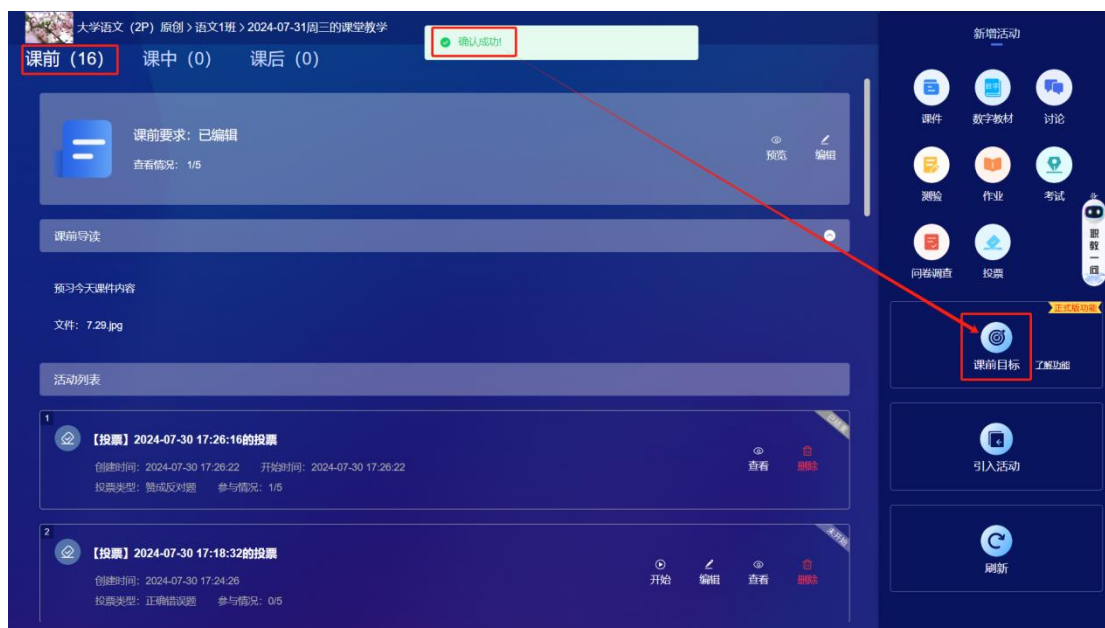 大学语文（2P）原创 > 语文1班 > 2024-07-31周三的课堂教学
确认成功!
课前（16） 课中（0） 课后（0）
课前要求：已编辑
查看情况： 1/5
预览 编辑
课前导读
预习今天课件内容
文件： 7.29.jpg
活动列表
1
已结束
【投票】2024-07-30 17:26:16的投票
创建时间：2024-07-30 17:26:22 开始时间：2024-07-30 17:26:22
投票类型：赞成反对题 参与情况：1/5
查看 删除
2
未开始
【投票】2024-07-30 17:18:32的投票
创建时间：2024-07-30 17:24:26
投票类型：正确错误题 参与情况：0/5
开始 编辑 查看 删除
新增活动
课件 数字教材 讨论
测验 作业 考试
问卷调查 投票
职教一问
正式版功能
课前目标 了解功能
引入活动
刷新